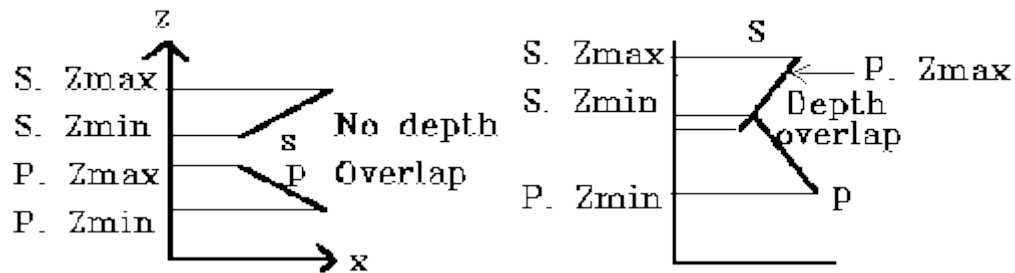 z
S. Zmax
S. Zmin
s
No depth
P. Zmax
p
Overlap
P. Zmin
x
S
S. Zmax
P. Zmax
S. Zmin
Depth
overlap
P. Zmin
p